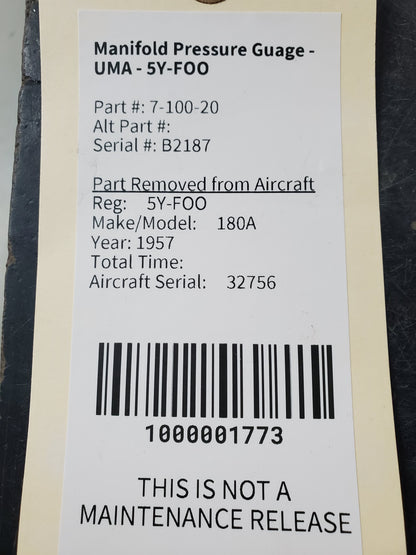 Manifold Pressure Guage -
UMA - 5Y-FOO
Part #: 7-100-20
Alt Part #:
Serial #: B2187
Part Removed from Aircraft
Reg: 5Y-FOO
Make/Model: 180A
Year: 1957
Total Time:
Aircraft Serial: 32756
1000001773
THIS IS NOT A
MAINTENANCE RELEASE